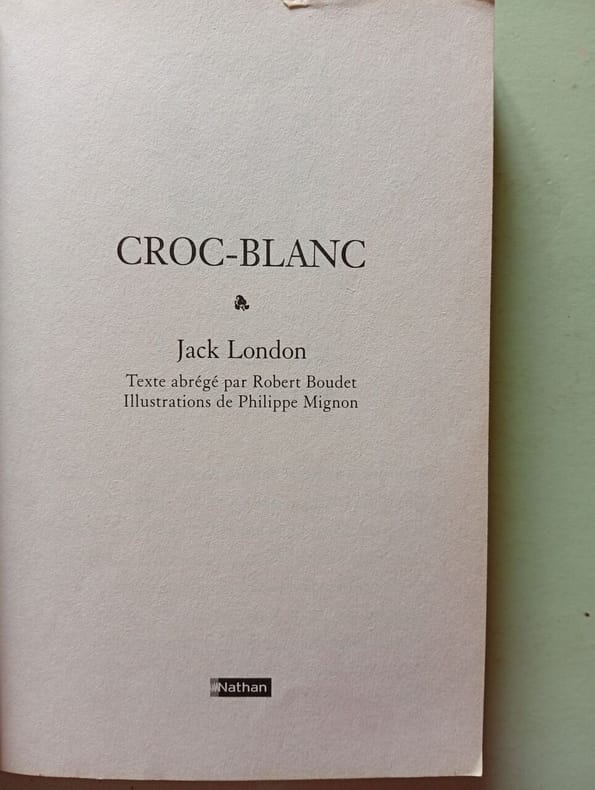 CROC-BLANC
Jack London
Texte abrégé par Robert Boudet
Illustrations de Philippe Mignon
Nathan